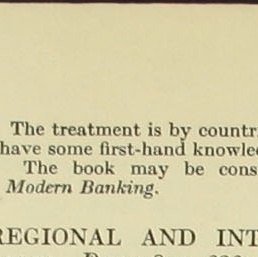 The treatment is by countr
have some first-hand knowle
The book may be cons
Modern Banking.
REGIONAL AND INT